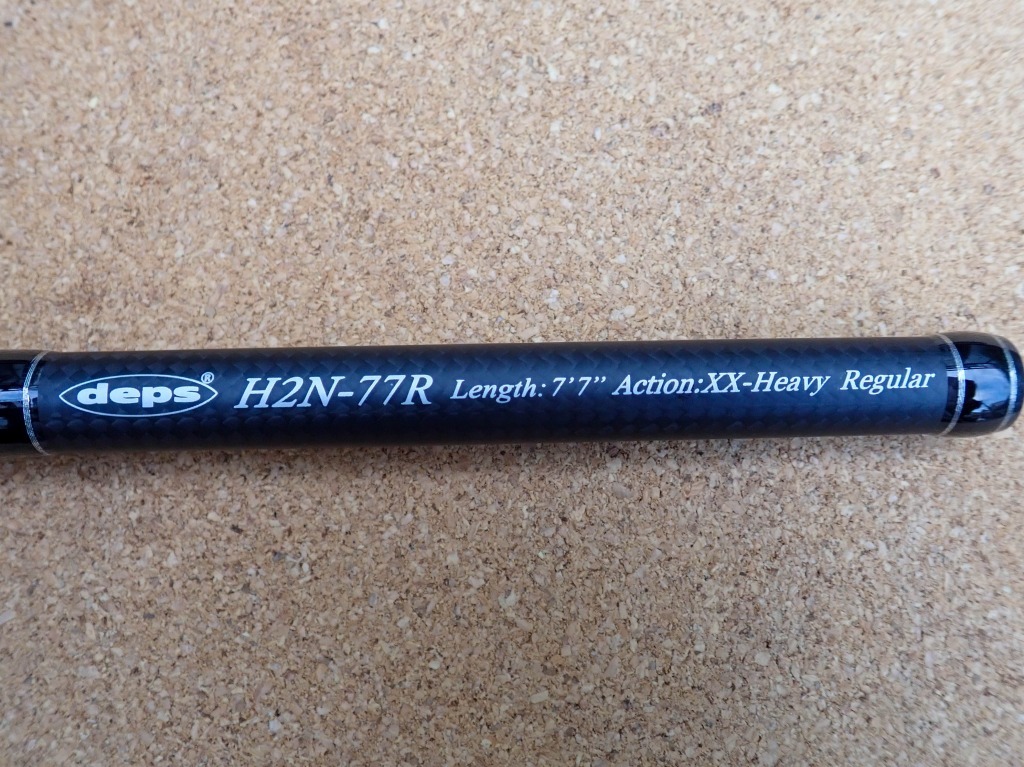 deps® H2N-77R Length:7'7” Action:XX-Heavy Regular